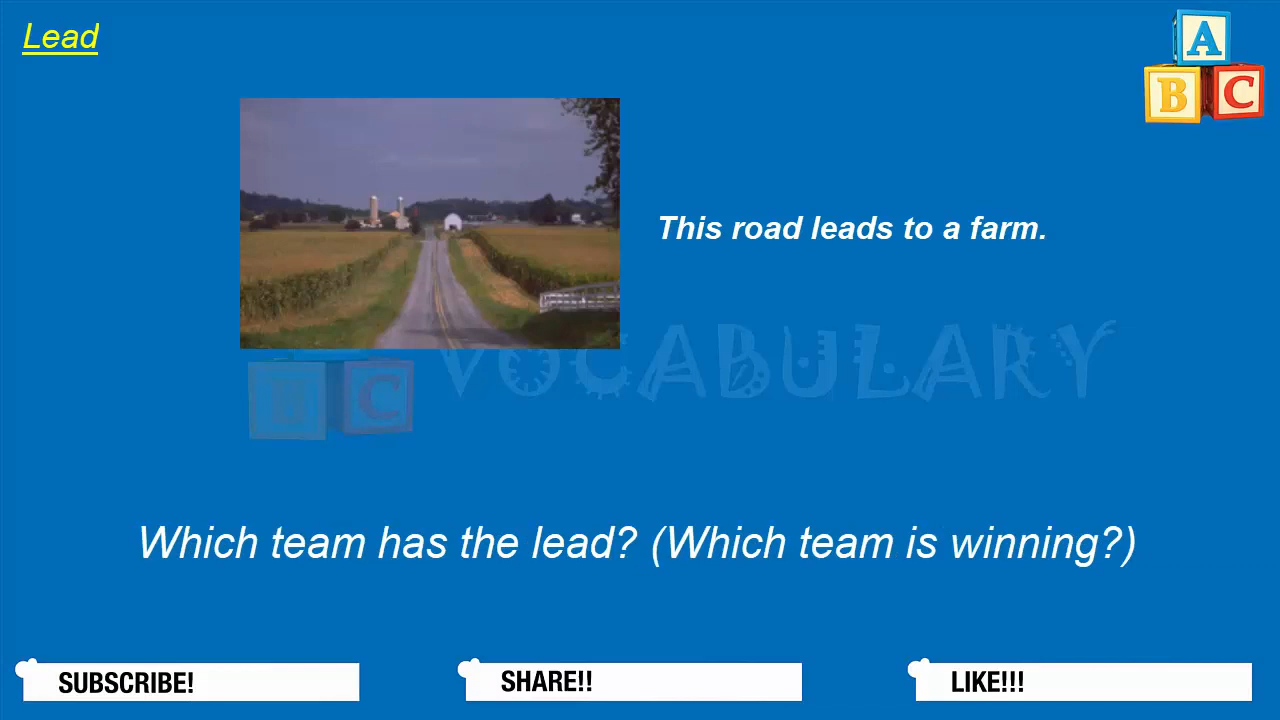 Lead
A
B C
This road leads to a farm.
B C VOCABULARY
Which team has the lead? (Which team is winning?)
SUBSCRIBE! SHARE!! LIKE!!!